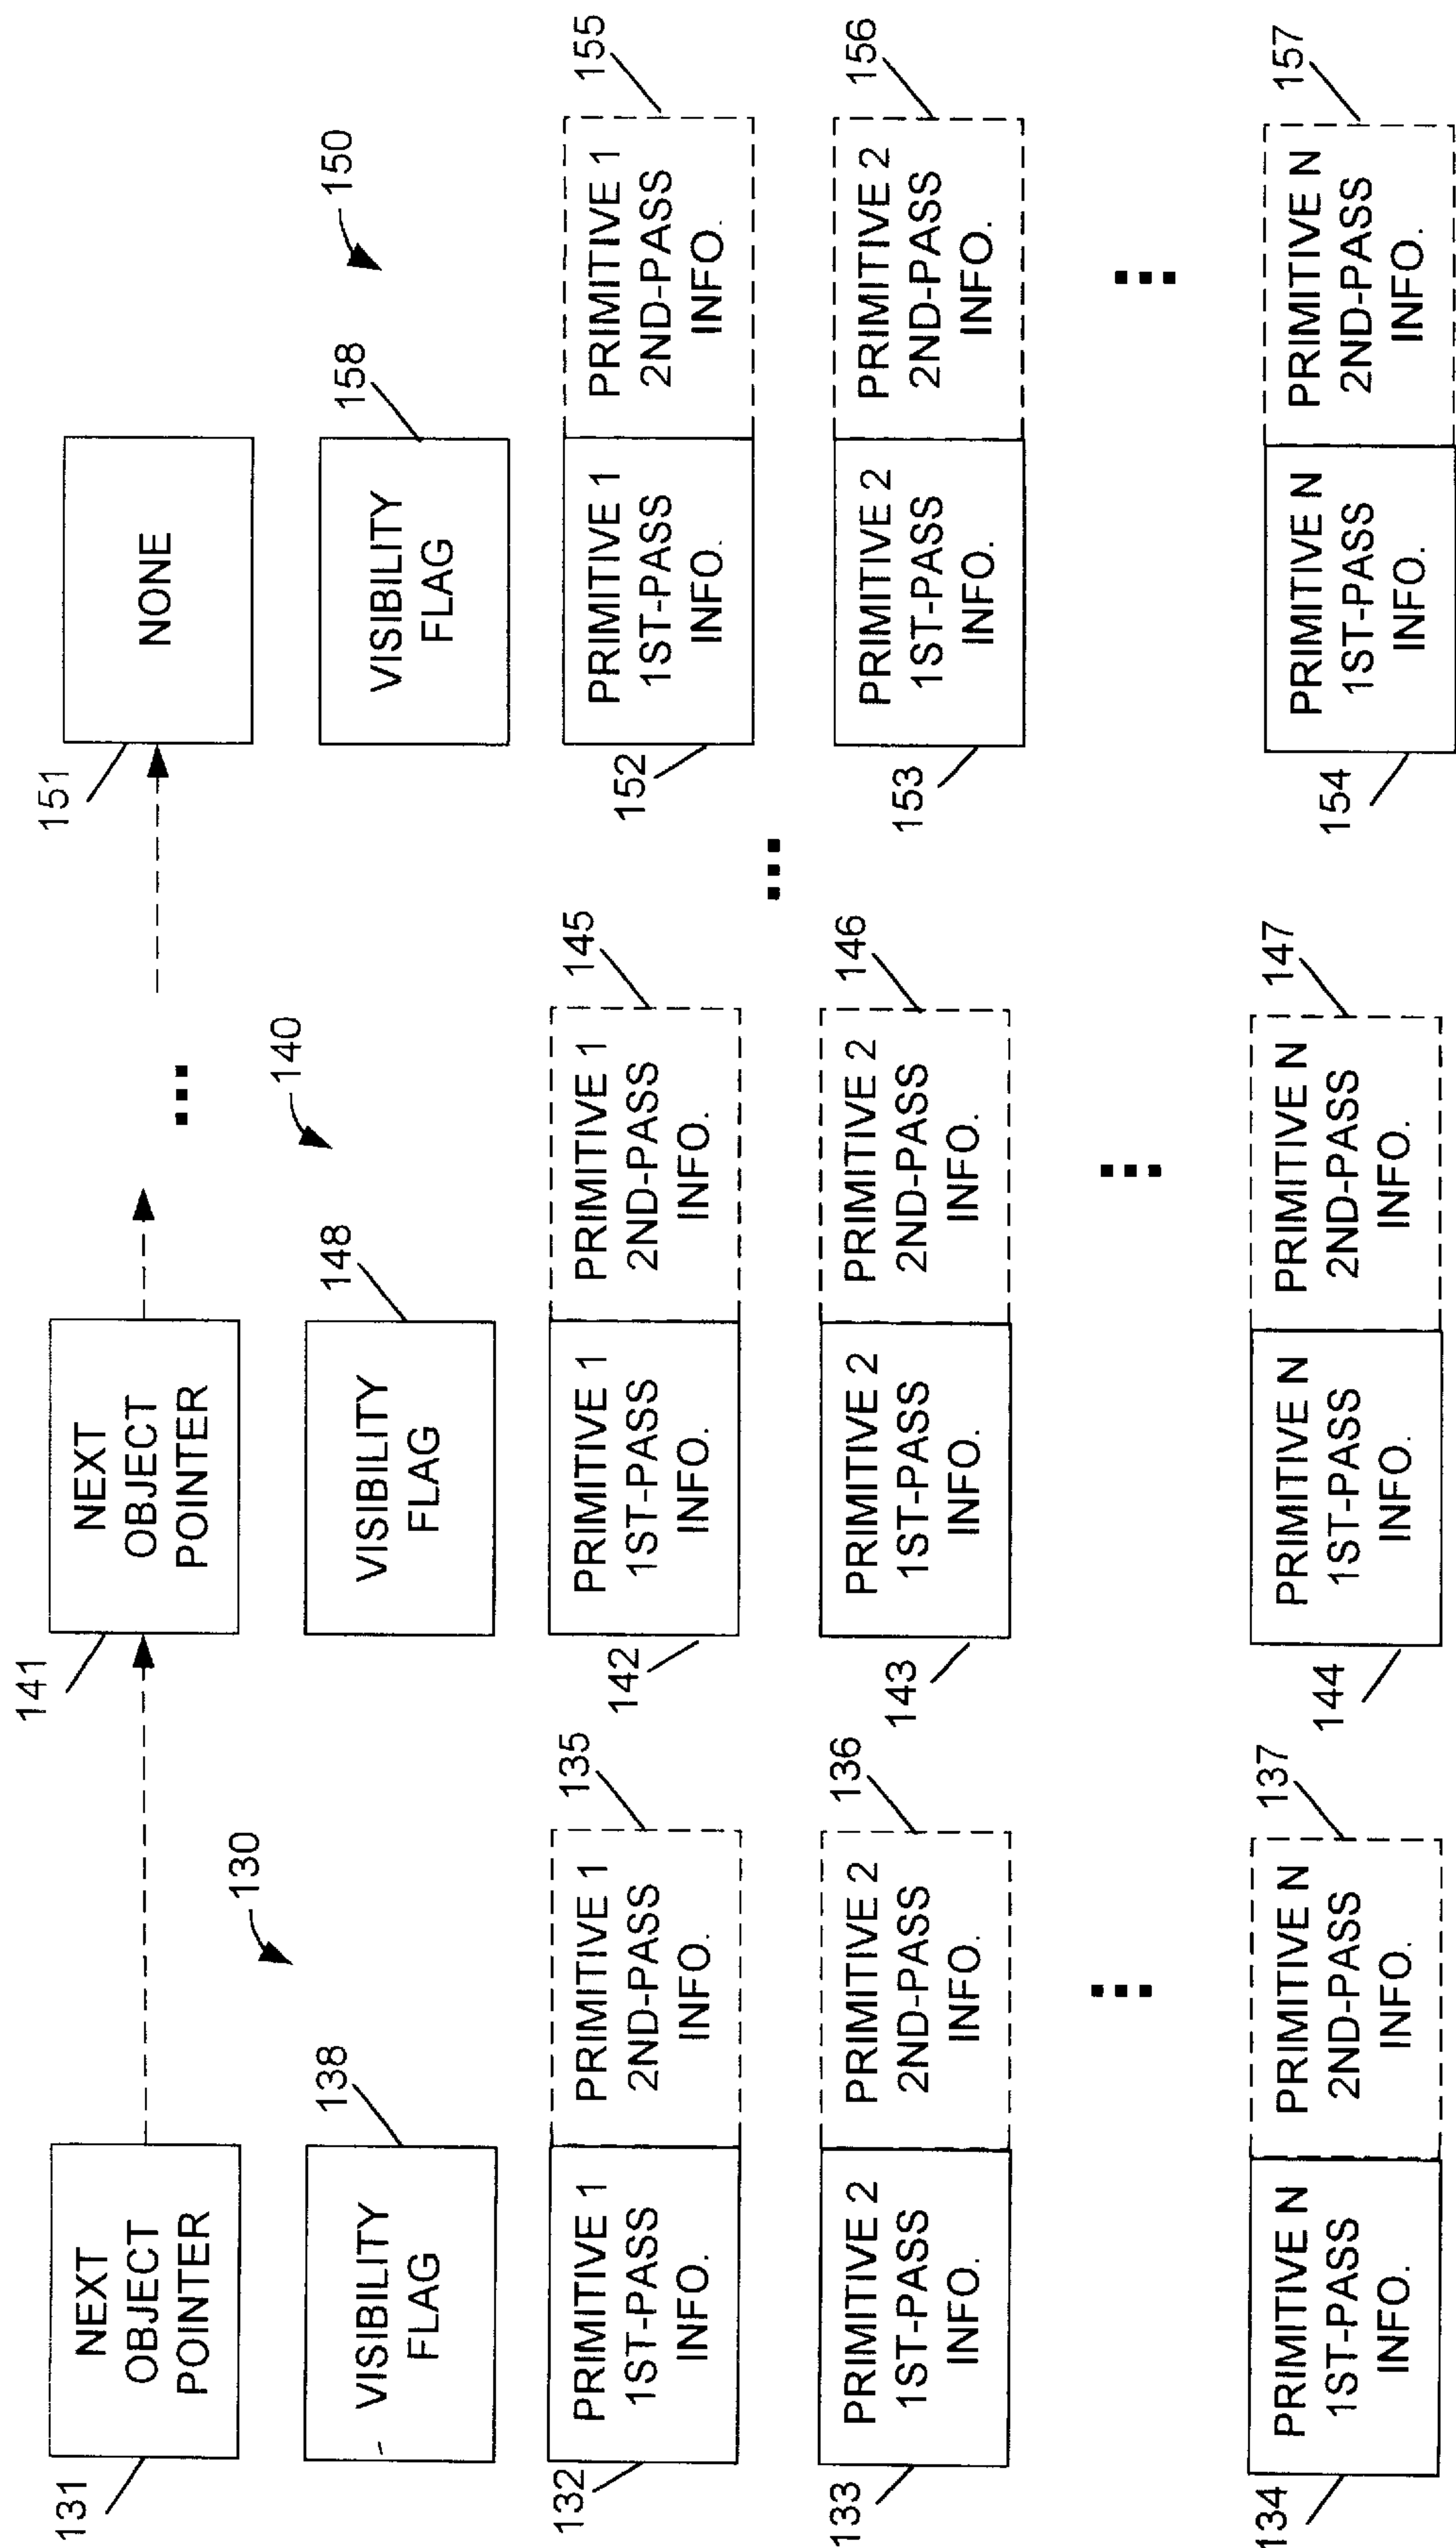 131
NEXT
OBJECT
POINTER
130
138
VISIBILITY
FLAG
132
PRIMITIVE 1
1ST-PASS
INFO.
PRIMITIVE 1
2ND-PASS
INFO.
135
133
PRIMITIVE 2
1ST-PASS
INFO.
PRIMITIVE 2
2ND-PASS
INFO.
136
134
PRIMITIVE N
1ST-PASS
INFO.
PRIMITIVE N
2ND-PASS
INFO.
137
141
NEXT
OBJECT
POINTER
140
148
VISIBILITY
FLAG
142
PRIMITIVE 1
1ST-PASS
INFO.
PRIMITIVE 1
2ND-PASS
INFO.
145
143
PRIMITIVE 2
1ST-PASS
INFO.
PRIMITIVE 2
2ND-PASS
INFO.
146
144
PRIMITIVE N
1ST-PASS
INFO.
PRIMITIVE N
2ND-PASS
INFO.
147
151
NONE
150
158
VISIBILITY
FLAG
152
PRIMITIVE 1
1ST-PASS
INFO.
PRIMITIVE 1
2ND-PASS
INFO.
155
153
PRIMITIVE 2
1ST-PASS
INFO.
PRIMITIVE 2
2ND-PASS
INFO.
156
154
PRIMITIVE N
1ST-PASS
INFO.
PRIMITIVE N
2ND-PASS
INFO.
157